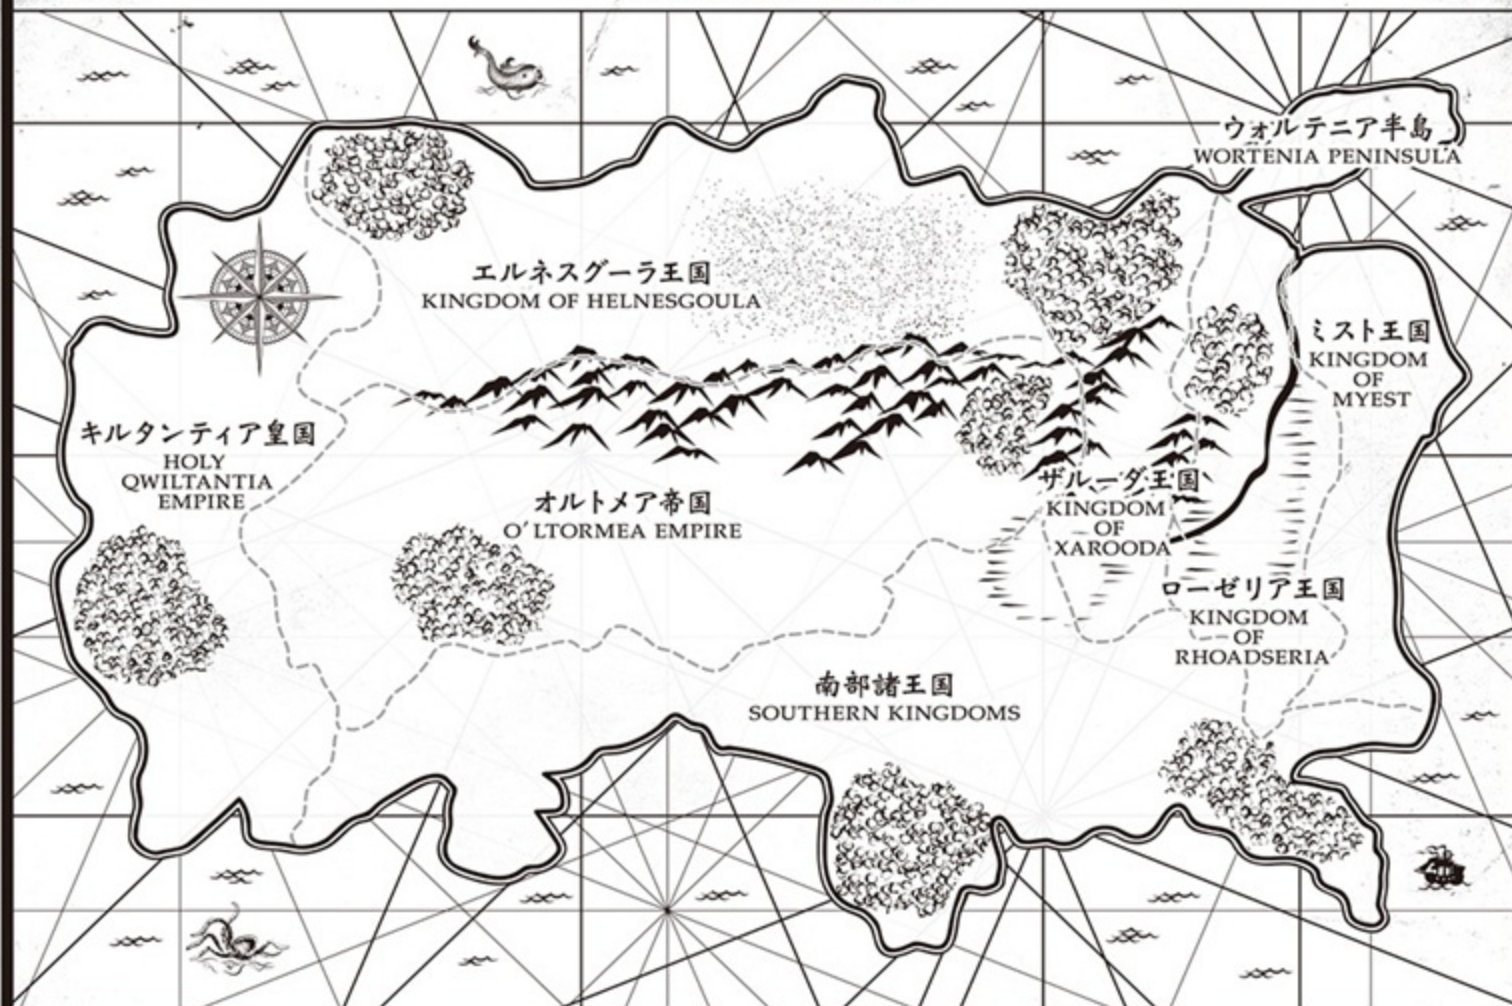 ウォルテニア半島
WORTENIA PENINSULA
エルネスグーラ王国
KINGDOM OF HELNESGOULA
ミスト王国
KINGDOM
OF
MYEST
キルタンティア皇国
HOLY
QWILTANTIA
EMPIRE
オルトメア帝国
O'LTORMEA EMPIRE
ザルーダ王国
KINGDOM
OF
XAROODA
ローゼリア王国
KINGDOM
OF
RHOADSERIA
南部諸王国
SOUTHERN KINGDOMS